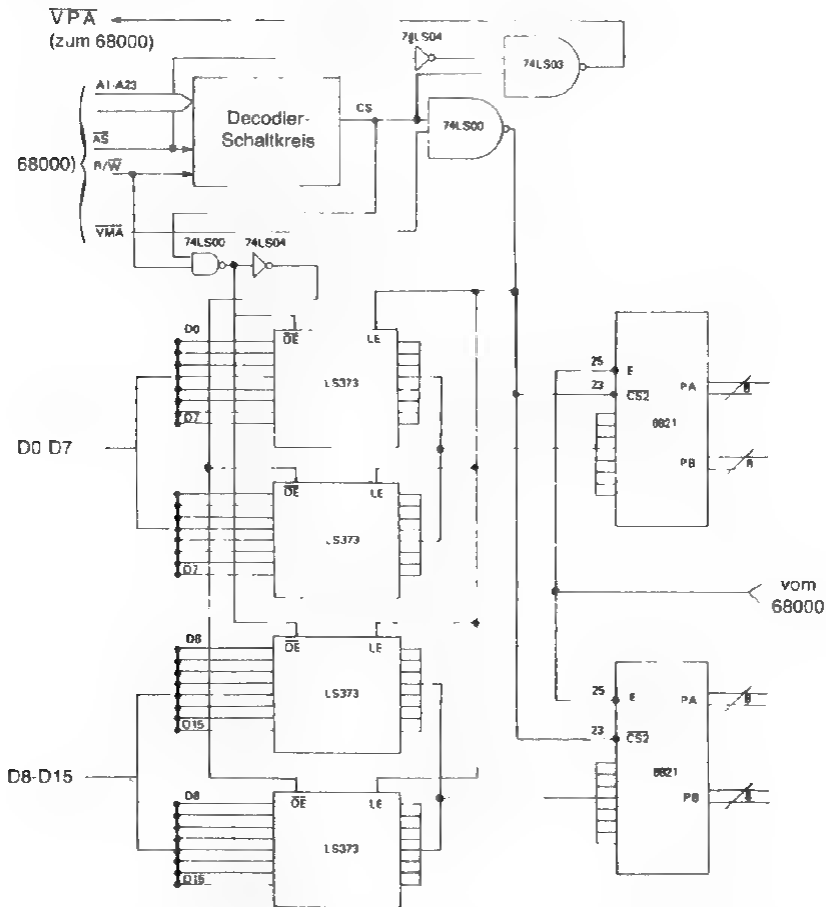 VPA
(zum 68000)
74LS04
74LS03
A1-A23
CS
Decodier-
Schaltkreis
74LS00
AS
68000)
R/W
VMA
74LS00
74LS04
D0
OE
LE
LS373
D7
D0 D7
25
E
PA
8
23
CS2
6821
PB
8
OE
LE
LS373
D7
vom
68000
D8
OE
LE
LS373
D15
25
E
PA
8
23
CS2
D8-D15
6821
D8
OE
LE
PB
8
LS373
D15